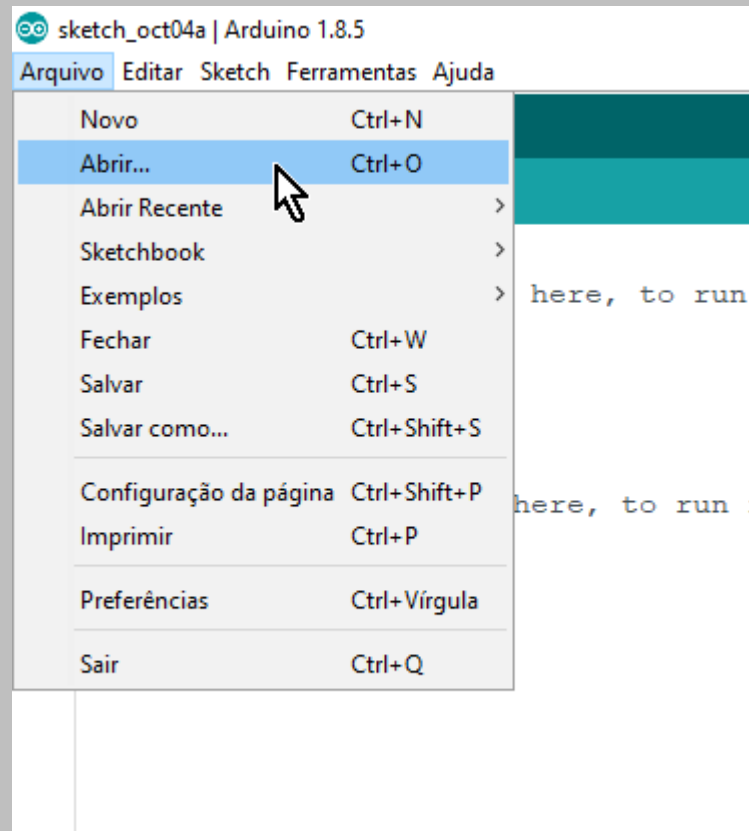 sketch_oct04a | Arduino 1.8.5
Arquivo Editar Sketch Ferramentas Ajuda
Novo Ctrl+N
Abrir... Ctrl+O
Abrir Recente >
Sketchbook >
Exemplos >
here, to run
Fechar Ctrl+W
Salvar Ctrl+S
Salvar como... Ctrl+Shift+S
Configuração da página Ctrl+Shift+P
here, to run
Imprimir Ctrl+P
Preferências Ctrl+Vírgula
Sair Ctrl+Q